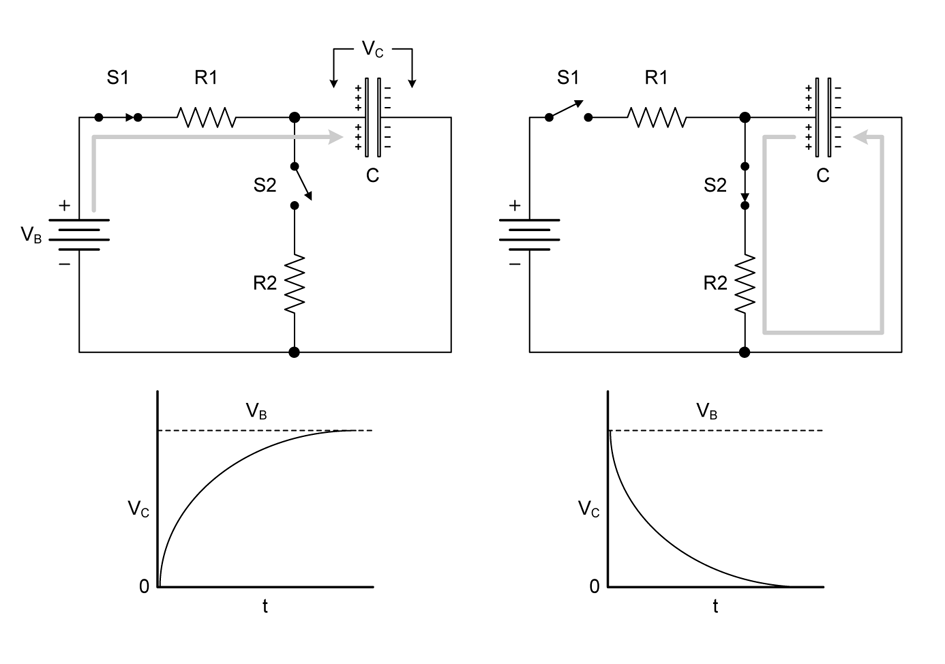 VC
S1 R1
+ + + + + + − − − − − −
C
S2
+
VB
−
R2
S1 R1
+ + + + + + − − − − − −
C
S2
+
−
R2
VB
VC
0
t
VB
VC
0
t